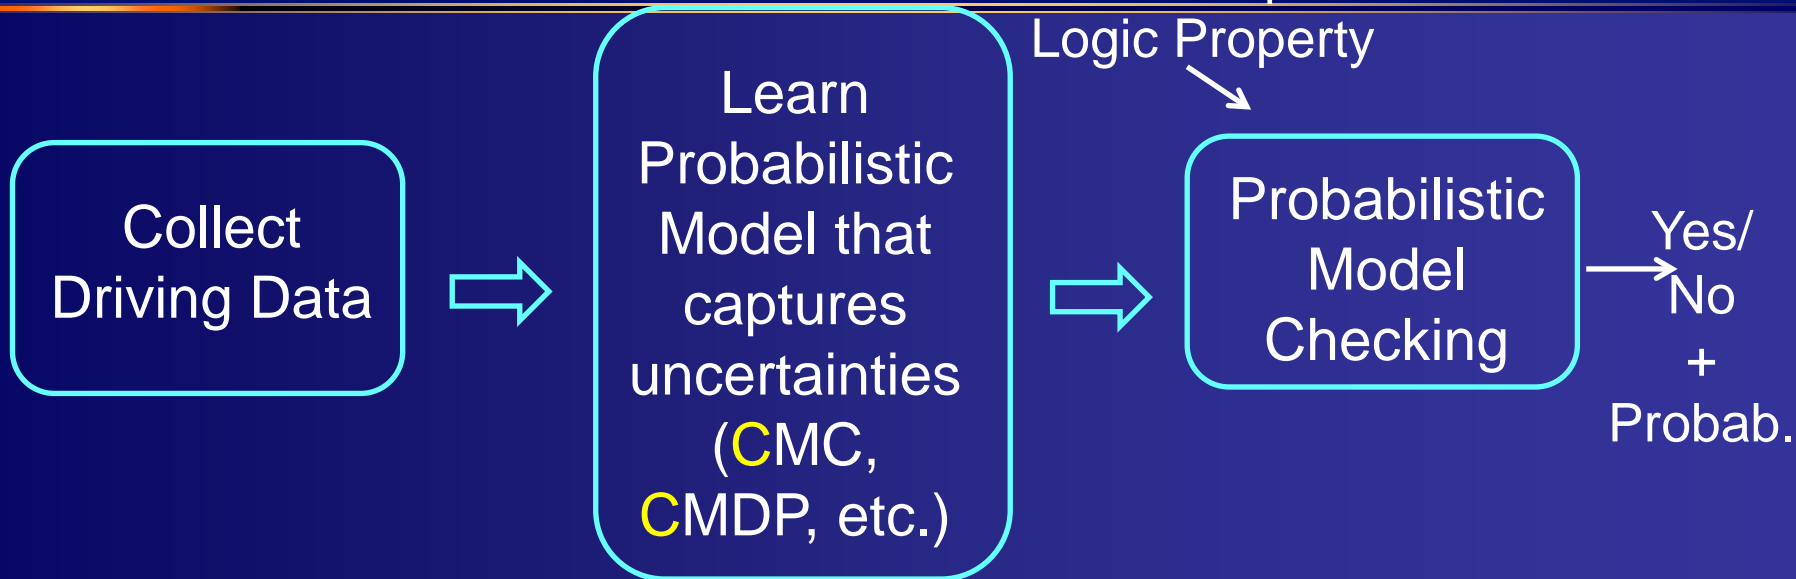 Collect
Driving Data
Learn
Probabilistic
Model that
captures
uncertainties
(CMC,
CMDP, etc.)
Logic Property
Probabilistic
Model
Checking
Yes/
No
+
Probab.